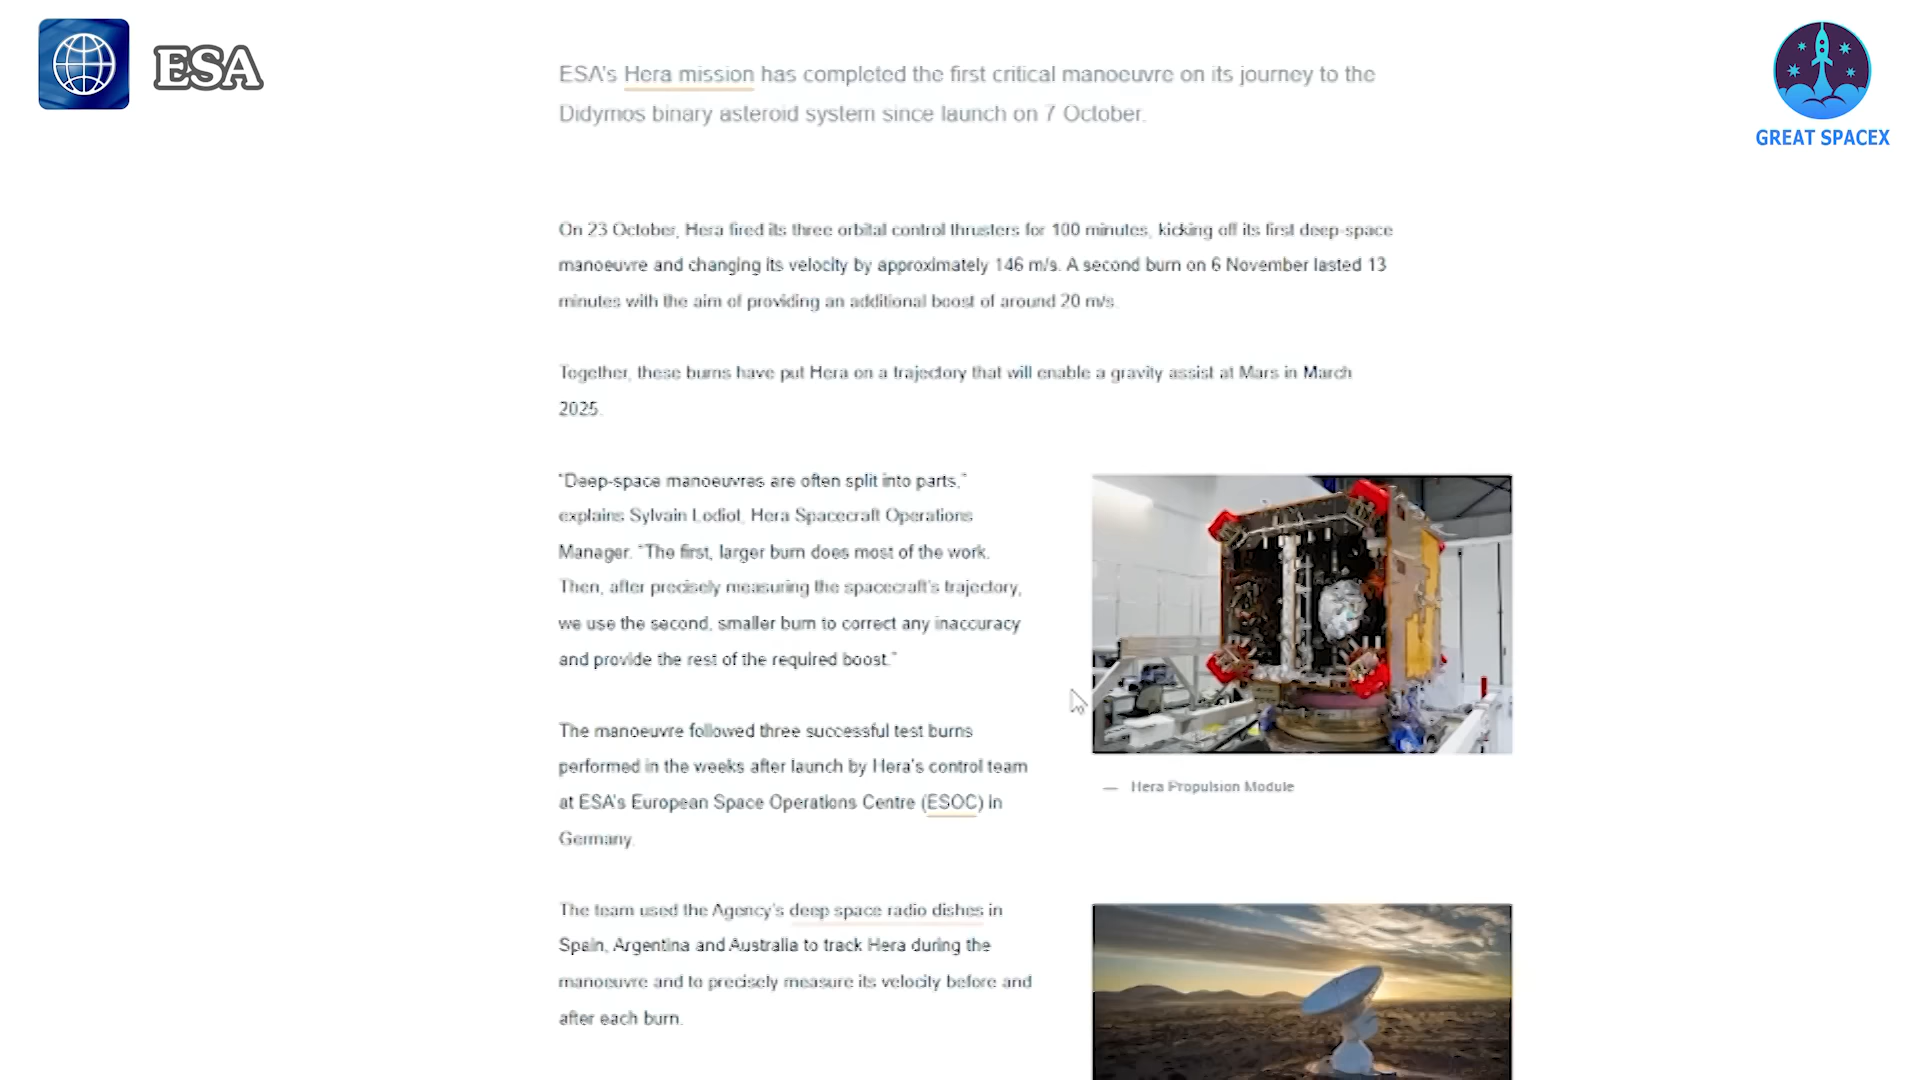 ESA
GREAT SPACEX
ESA's Hera mission has completed the first critical manoeuvre on its journey to the
Didymos binary asteroid system since launch on 7 October.
On 23 October, Hera fired its three orbital control thrusters for 100 minutes, kicking off its first deep-space
manoeuvre and changing its velocity by approximately 146 m/s. A second burn on 6 November lasted 13
minutes with the aim of providing an additional boost of around 20 m/s.
Together, these burns have put Hera on a trajectory that will enable a gravity assist at Mars in March
2025.
"Deep-space manoeuvres are often split into parts,"
explains Sylvain Lodiot, Hera Spacecraft Operations
Manager. "The first, larger burn does most of the work.
Then, after precisely measuring the spacecraft's trajectory,
we use the second, smaller burn to correct any inaccuracy
and provide the rest of the required boost."
The manoeuvre followed three successful test burns
performed in the weeks after launch by Hera's control team
at ESA's European Space Operations Centre (ESOC) in
Germany.
— Hera Propulsion Module
The team used the Agency's deep space radio dishes in
Spain, Argentina and Australia to track Hera during the
manoeuvre and to precisely measure its velocity before and
after each burn.